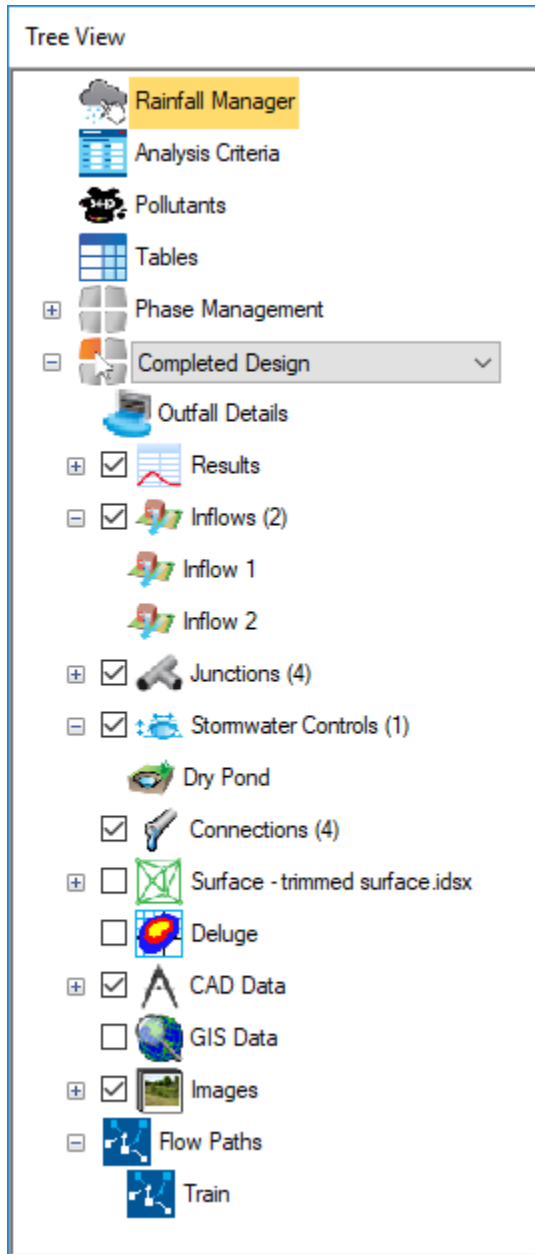 Tree View
Rainfall Manager
Analysis Criteria
Pollutants
Tables
Phase Management
Completed Design
Outfall Details
Results
Inflows (2)
Inflow 1
Inflow 2
Junctions (4)
Stormwater Controls (1)
Dry Pond
Connections (4)
Surface - trimmed surface.idsx
Deluge
CAD Data
GIS Data
Images
Flow Paths
Train